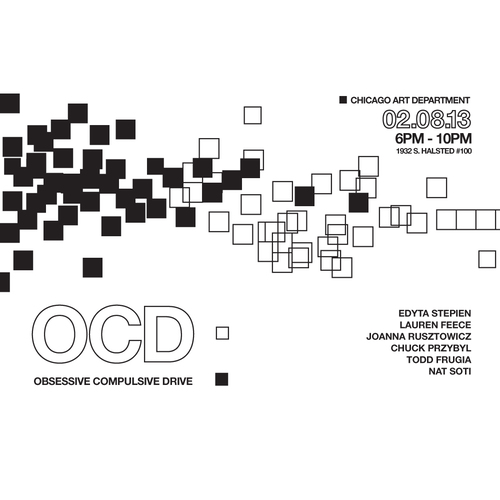 CHICAGO ART DEPARTMENT
02.08.13
6PM - 10PM
1932 S. HALSTED #100
OCD
OBSESSIVE COMPULSIVE DRIVE
EDYTA STEPIEN
LAUREN FEECE
JOANNA RUSZTOWICZ
CHUCK PRZYBYL
TODD FRUGIA
NAT SOTI